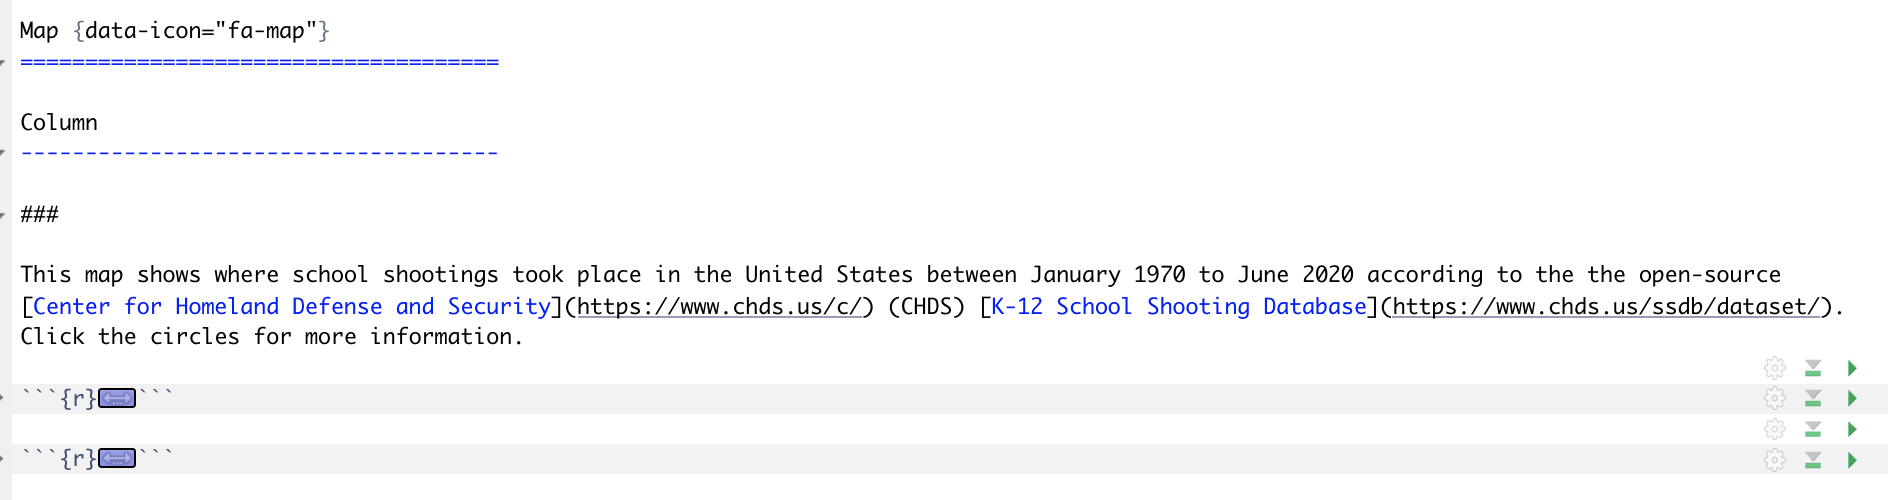 Map {data-icon="fa-map"}
=====================================
Column
-------------------------------------
###
This map shows where school shootings took place in the United States between January 1970 to June 2020 according to the the open-source
[Center for Homeland Defense and Security](https://www.chds.us/c/) (CHDS) [K-12 School Shooting Database](https://www.chds.us/ssdb/dataset/).
Click the circles for more information.
```{r}```
```{r}```